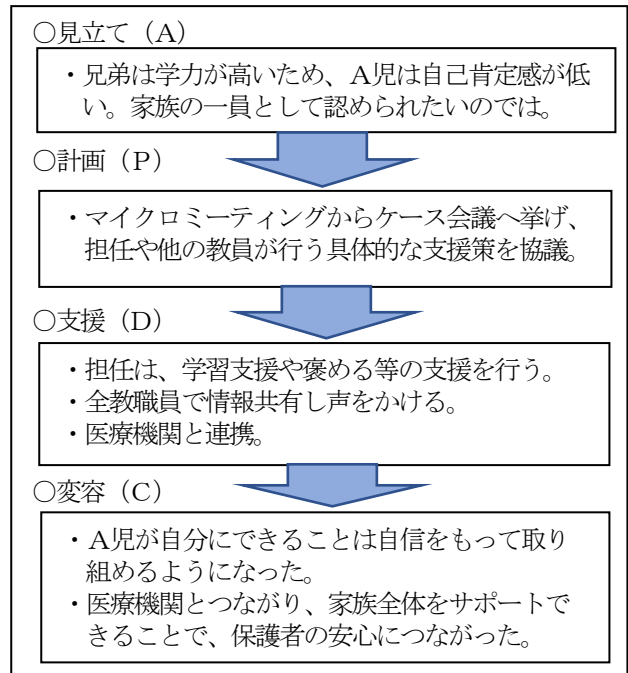 ○見立て（A）
・兄弟は学力が高いため、A児は自己肯定感が低
い。家族の一員として認められたいのでは。
○計画（P）
・マイクロミーティングからケース会議へ挙げ、
担任や他の教員が行う具体的な支援策を協議。
○支援（D）
・担任は、学習支援や褒める等の支援を行う。
・全教職員で情報共有し声をかける。
・医療機関と連携。
○変容（C）
・A児が自分にできることは自信をもって取り
組めるようになった。
・医療機関とつながり、家族全体をサポートで
きることで、保護者の安心につながった。